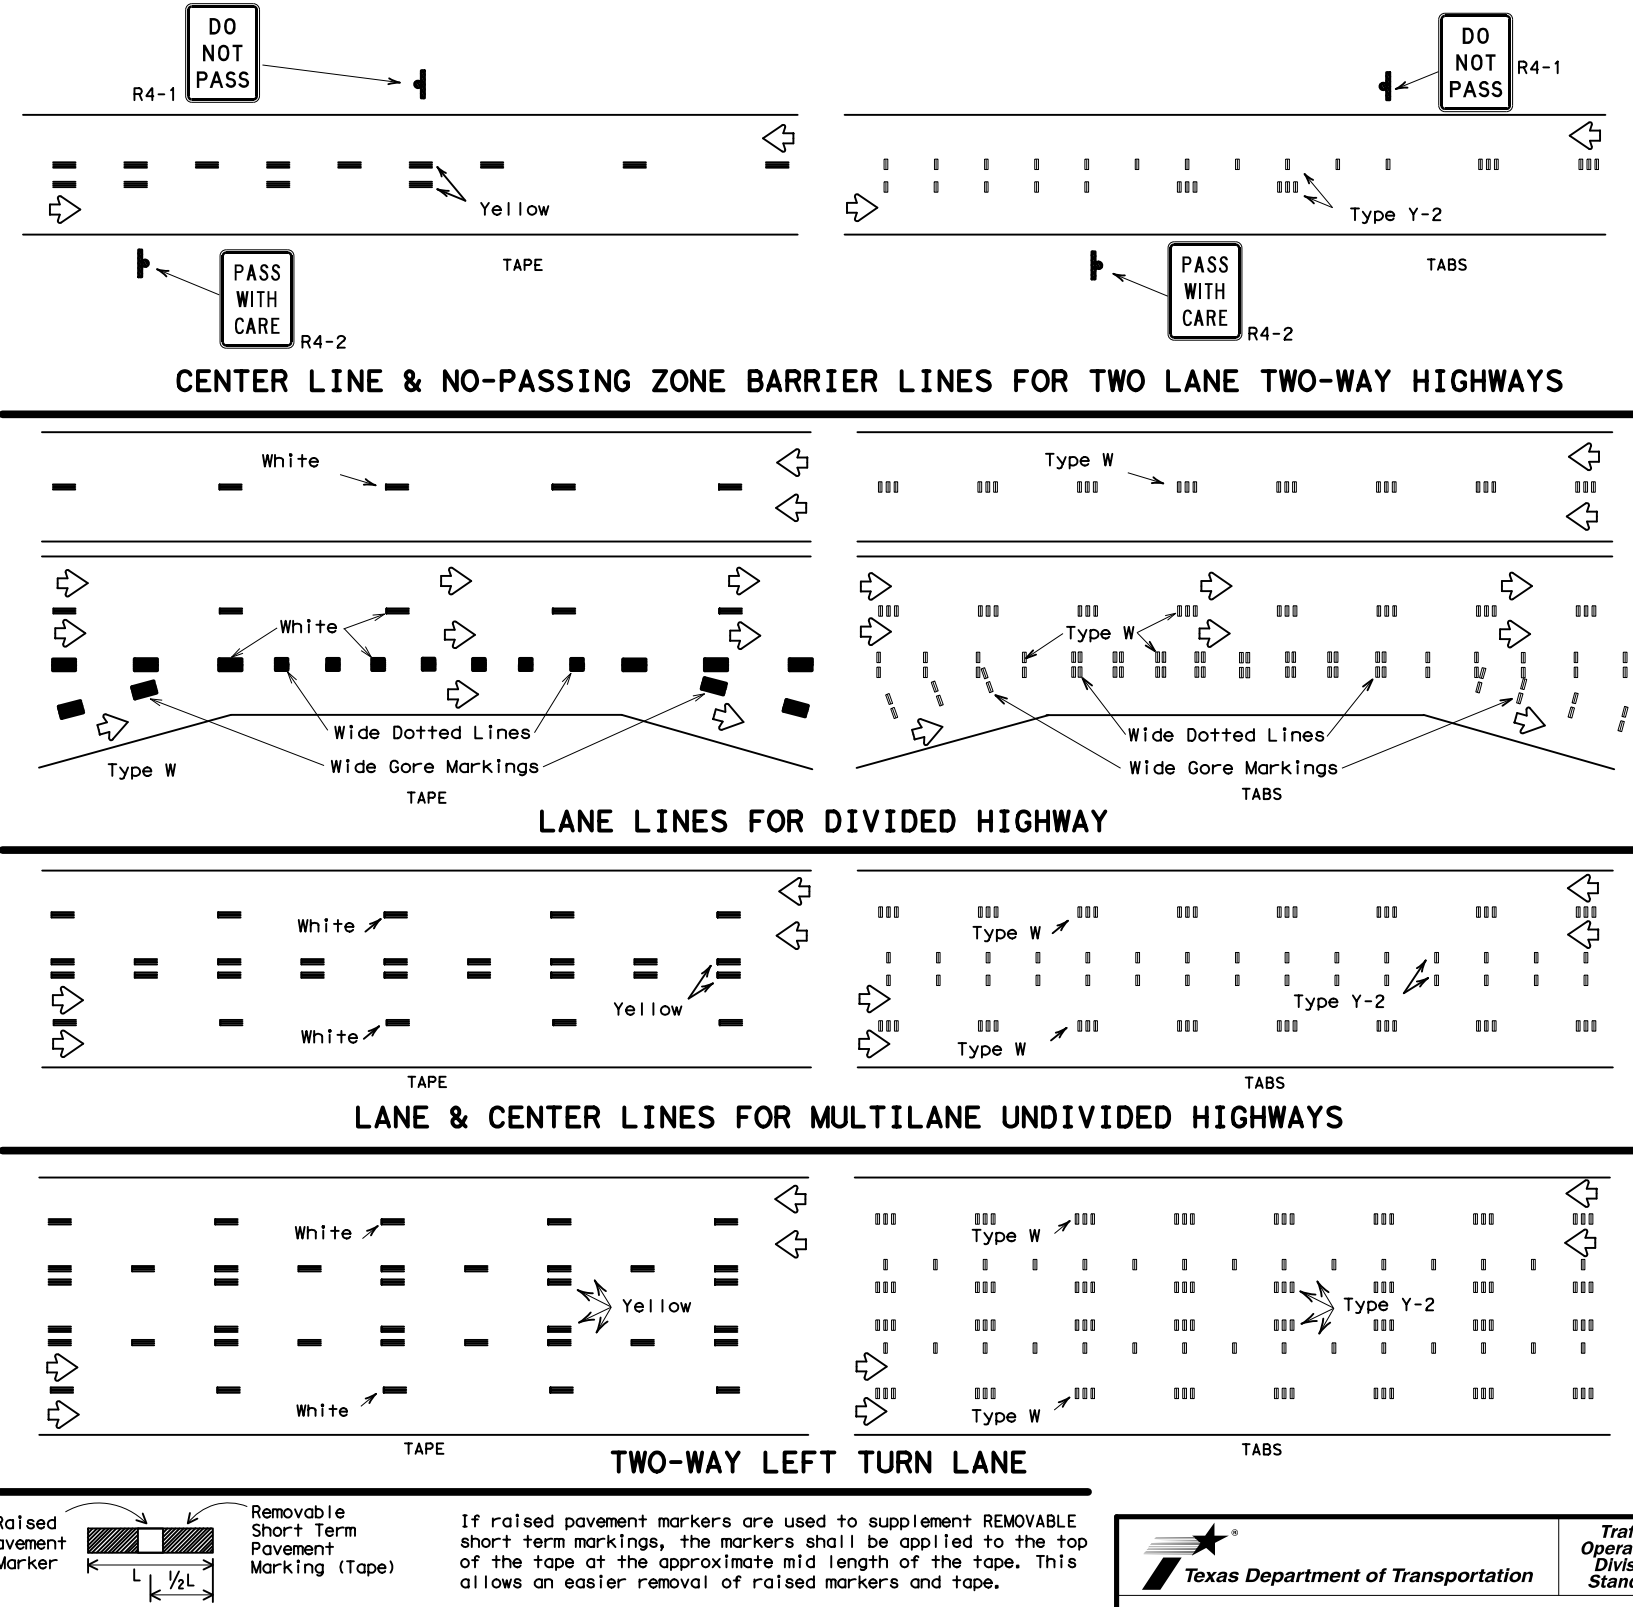 DO
NOT
PASS
R4-1
DO
NOT
PASS
R4-1
Yellow
Type Y-2
TAPE
TABS
PASS
WITH
CARE
R4-2
PASS
WITH
CARE
R4-2
CENTER LINE & NO-PASSING ZONE BARRIER LINES FOR TWO LANE TWO-WAY HIGHWAYS
White
Type W
White
Type W
Wide Dotted Lines
Wide Dotted Lines
Type W
Wide Gore Markings
Wide Gore Markings
TAPE
TABS
LANE LINES FOR DIVIDED HIGHWAY
White
Type W
Yellow
Type Y-2
White
Type W
TAPE
TABS
LANE & CENTER LINES FOR MULTILANE UNDIVIDED HIGHWAYS
White
Type W
Yellow
Type Y-2
White
Type W
TAPE
TABS
TWO-WAY LEFT TURN LANE
Raised
Pavement
Marker
L
½L
Removable
Short Term
Pavement
Marking (Tape)
If raised pavement markers are used to supplement REMOVABLE
short term markings, the markers shall be applied to the top
of the tape at the approximate mid length of the tape. This
allows an easier removal of raised markers and tape.
®
Texas Department of Transportation